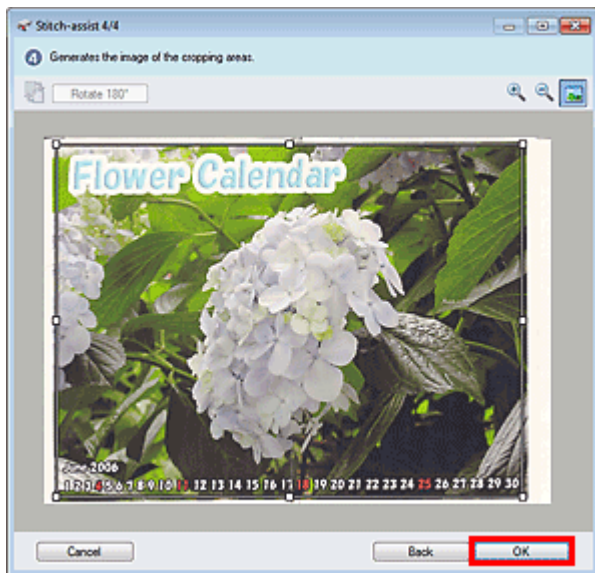 Stitch-assist 4/4
4 Generates the image of the cropping areas.
Rotate 180°
Flower Calendar
June,2006
1 2 3 4 5 6 7 8 9 10 11 12 13 14 15 16 17 18 19 20 21 22 23 24 25 26 27 28 29 30
Cancel
Back
OK